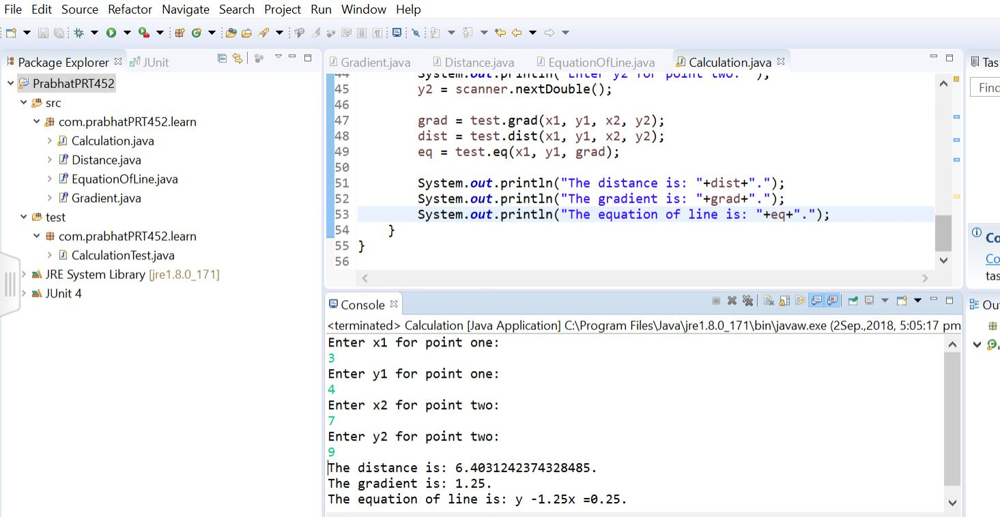 File Edit Source Refactor Navigate Search Project Run Window Help
Package Explorer
JUnit
PrabhatPRT452
src
com.prabhatPRT452.learn
Calculation.java
Distance.java
EquationOfLine.java
Gradient.java
test
com.prabhatPRT452.learn
CalculationTest.java
JRE System Library [jre1.8.0_171]
JUnit 4
Gradient.java Distance.java EquationOfLine.java Calculation.java
44 System.out.println("Enter y2 for point two: ");
45 y2 = scanner.nextDouble();
46
47 grad = test.grad(x1, y1, x2, y2);
48 dist = test.dist(x1, y1, x2, y2);
49 eq = test.eq(x1, y1, grad);
50
51 System.out.println("The distance is: "+dist+".");
52 System.out.println("The gradient is: "+grad+".");
53 System.out.println("The equation of line is: "+eq+".");
54 }
55 }
56
Console
<terminated> Calculation [Java Application] C:\Program Files\Java\jre1.8.0_171\bin\javaw.exe (2Sep.,2018, 5:05:17 pm
Enter x1 for point one:
3
Enter y1 for point one:
4
Enter x2 for point two:
7
Enter y2 for point two:
9
The distance is: 6.4031242374328485.
The gradient is: 1.25.
The equation of line is: y -1.25x =0.25.
Tas
Find
Co
Co
tas
Ou